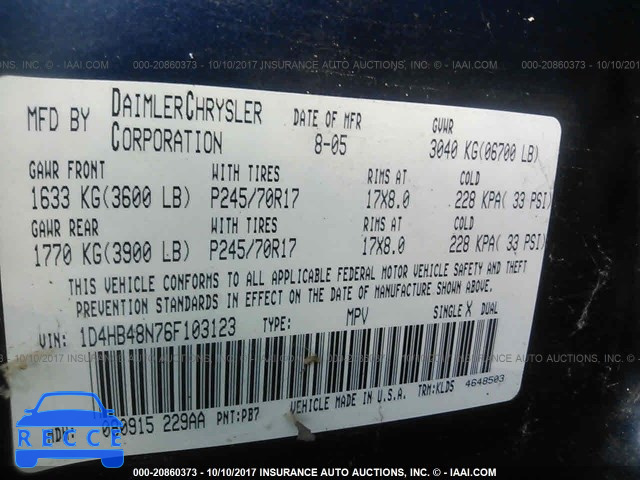 000-20860373 - 10/10/2017 INSURANCE AUTO AUCTIONS, INC. © - IAAI.COM
MFD BY DAIMLERCHRYSLER CORPORATION
DATE OF MFR 8-05
GVWR 3040 KG(06700 LB)
GAWR FRONT WITH TIRES RIMS AT COLD
1633 KG(3600 LB) P245/70R17 17X8.0 228 KPA( 33 PSI)
GAWR REAR WITH TIRES RIMS AT COLD
1770 KG(3900 LB) P245/70R17 17X8.0 228 KPA( 33 PSI)
THIS VEHICLE CONFORMS TO ALL APPLICABLE FEDERAL MOTOR VEHICLE SAFETY AND THEFT
PREVENTION STANDARDS IN EFFECT ON THE DATE OF MANUFACTURE SHOWN ABOVE.
VIN: 1D4HB48N76F103123 TYPE: MPV SINGLE X DUAL
MDH: 080915 229AA PNT:PB7 VEHICLE MADE IN U.S.A. TRM:KLD5 4648503
000-20860373 - 10/10/2017 INSURANCE AUTO AUCTIONS, INC. © - IAAI.COM